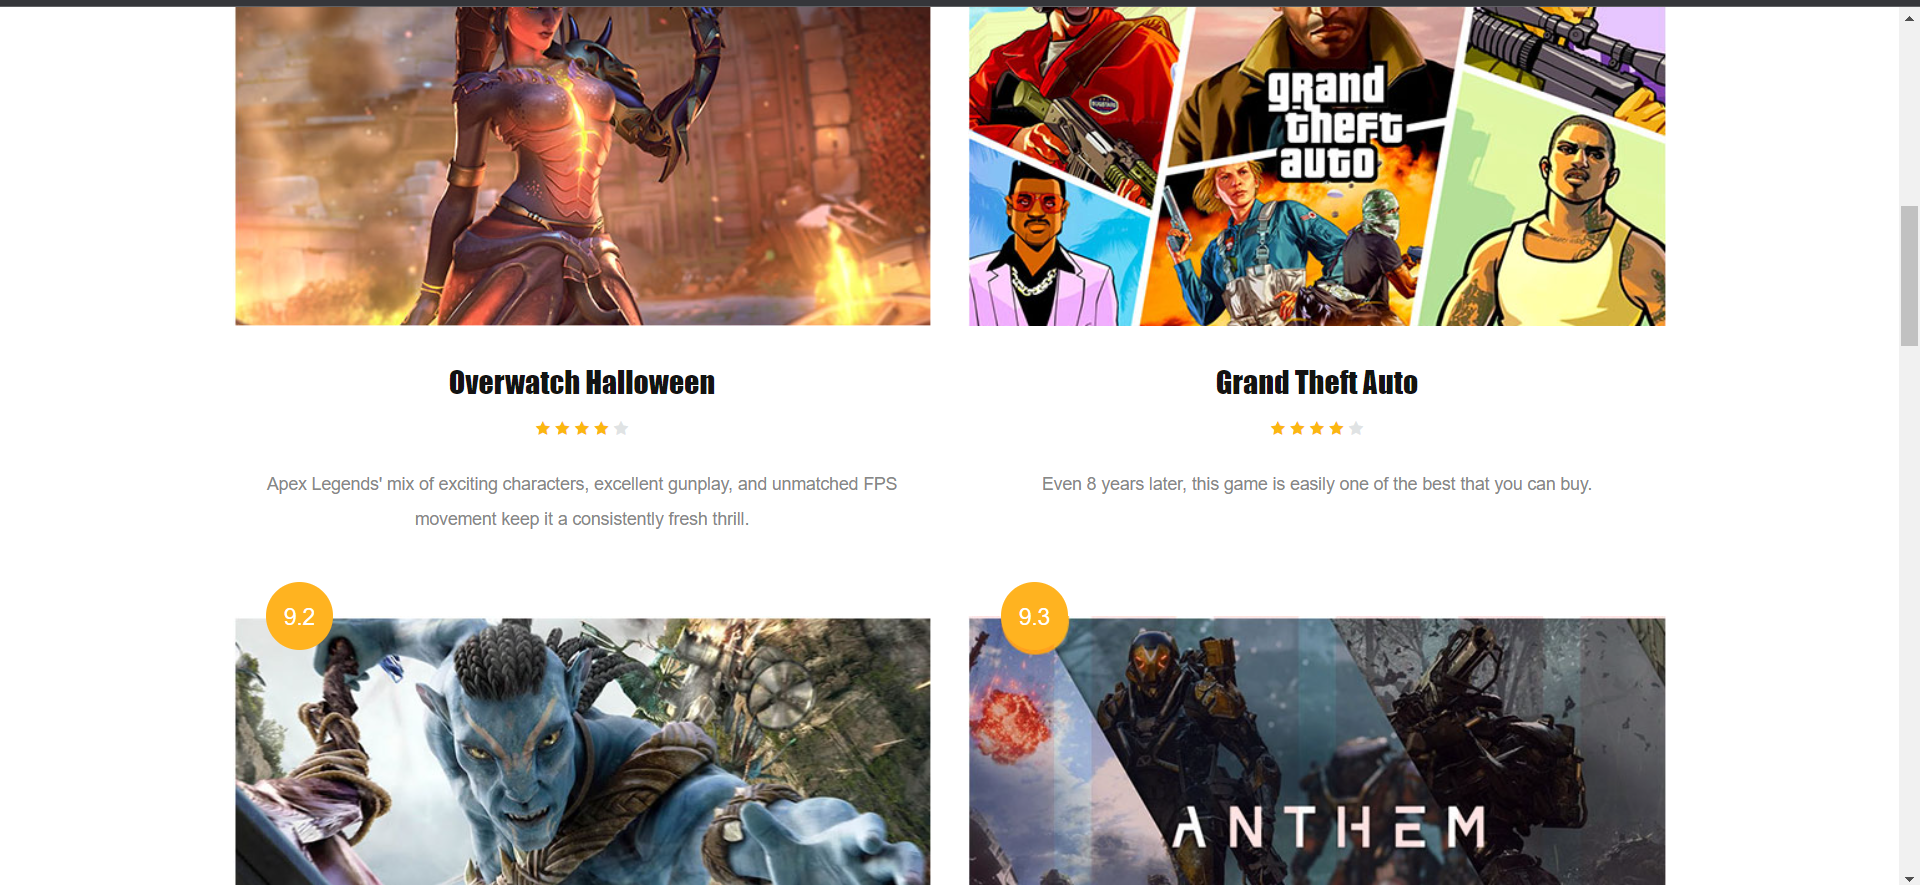 grand
theft
auto
BUGSTARS
Overwatch Halloween
Grand Theft Auto
Apex Legends' mix of exciting characters, excellent gunplay, and unmatched FPS
movement keep it a consistently fresh thrill.
Even 8 years later, this game is easily one of the best that you can buy.
9.2
9.3
ANTHEM